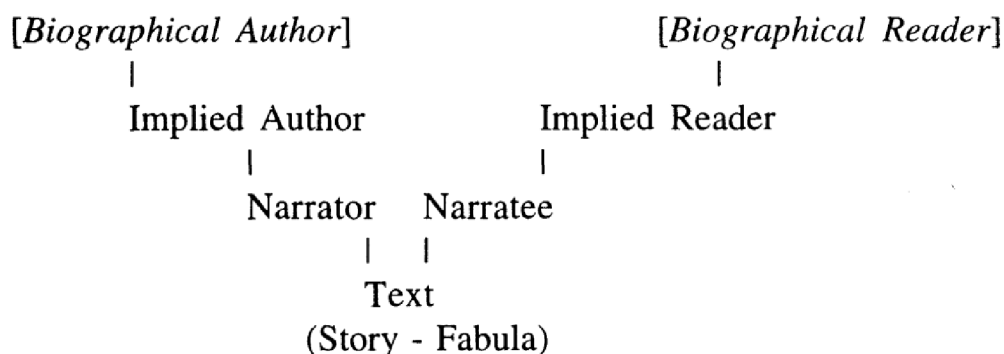 [Biographical Author] [Biographical Reader]
Implied Author Implied Reader
Narrator Narratee
Text
(Story - Fabula)